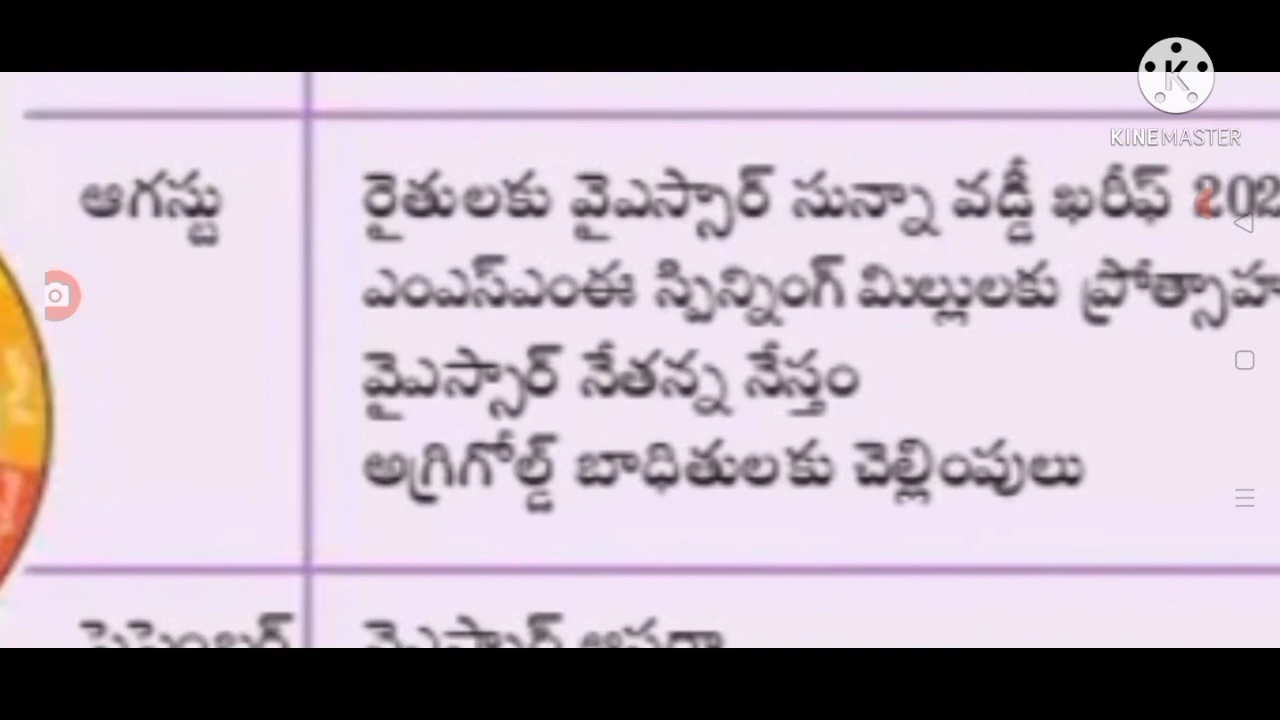 KINEMASTER
ఆగస్టు
రైతులకు వైఎస్సార్ సున్నా వడ్డీ ఖరీఫ్
ఎంఎస్ఎంఈ స్పిన్నింగ్ మిల్లులకు
వైఎస్సార్ నేతన్న నేస్తం
అగ్రిగోల్డ్ బాధితులకు చెల్లింపులు